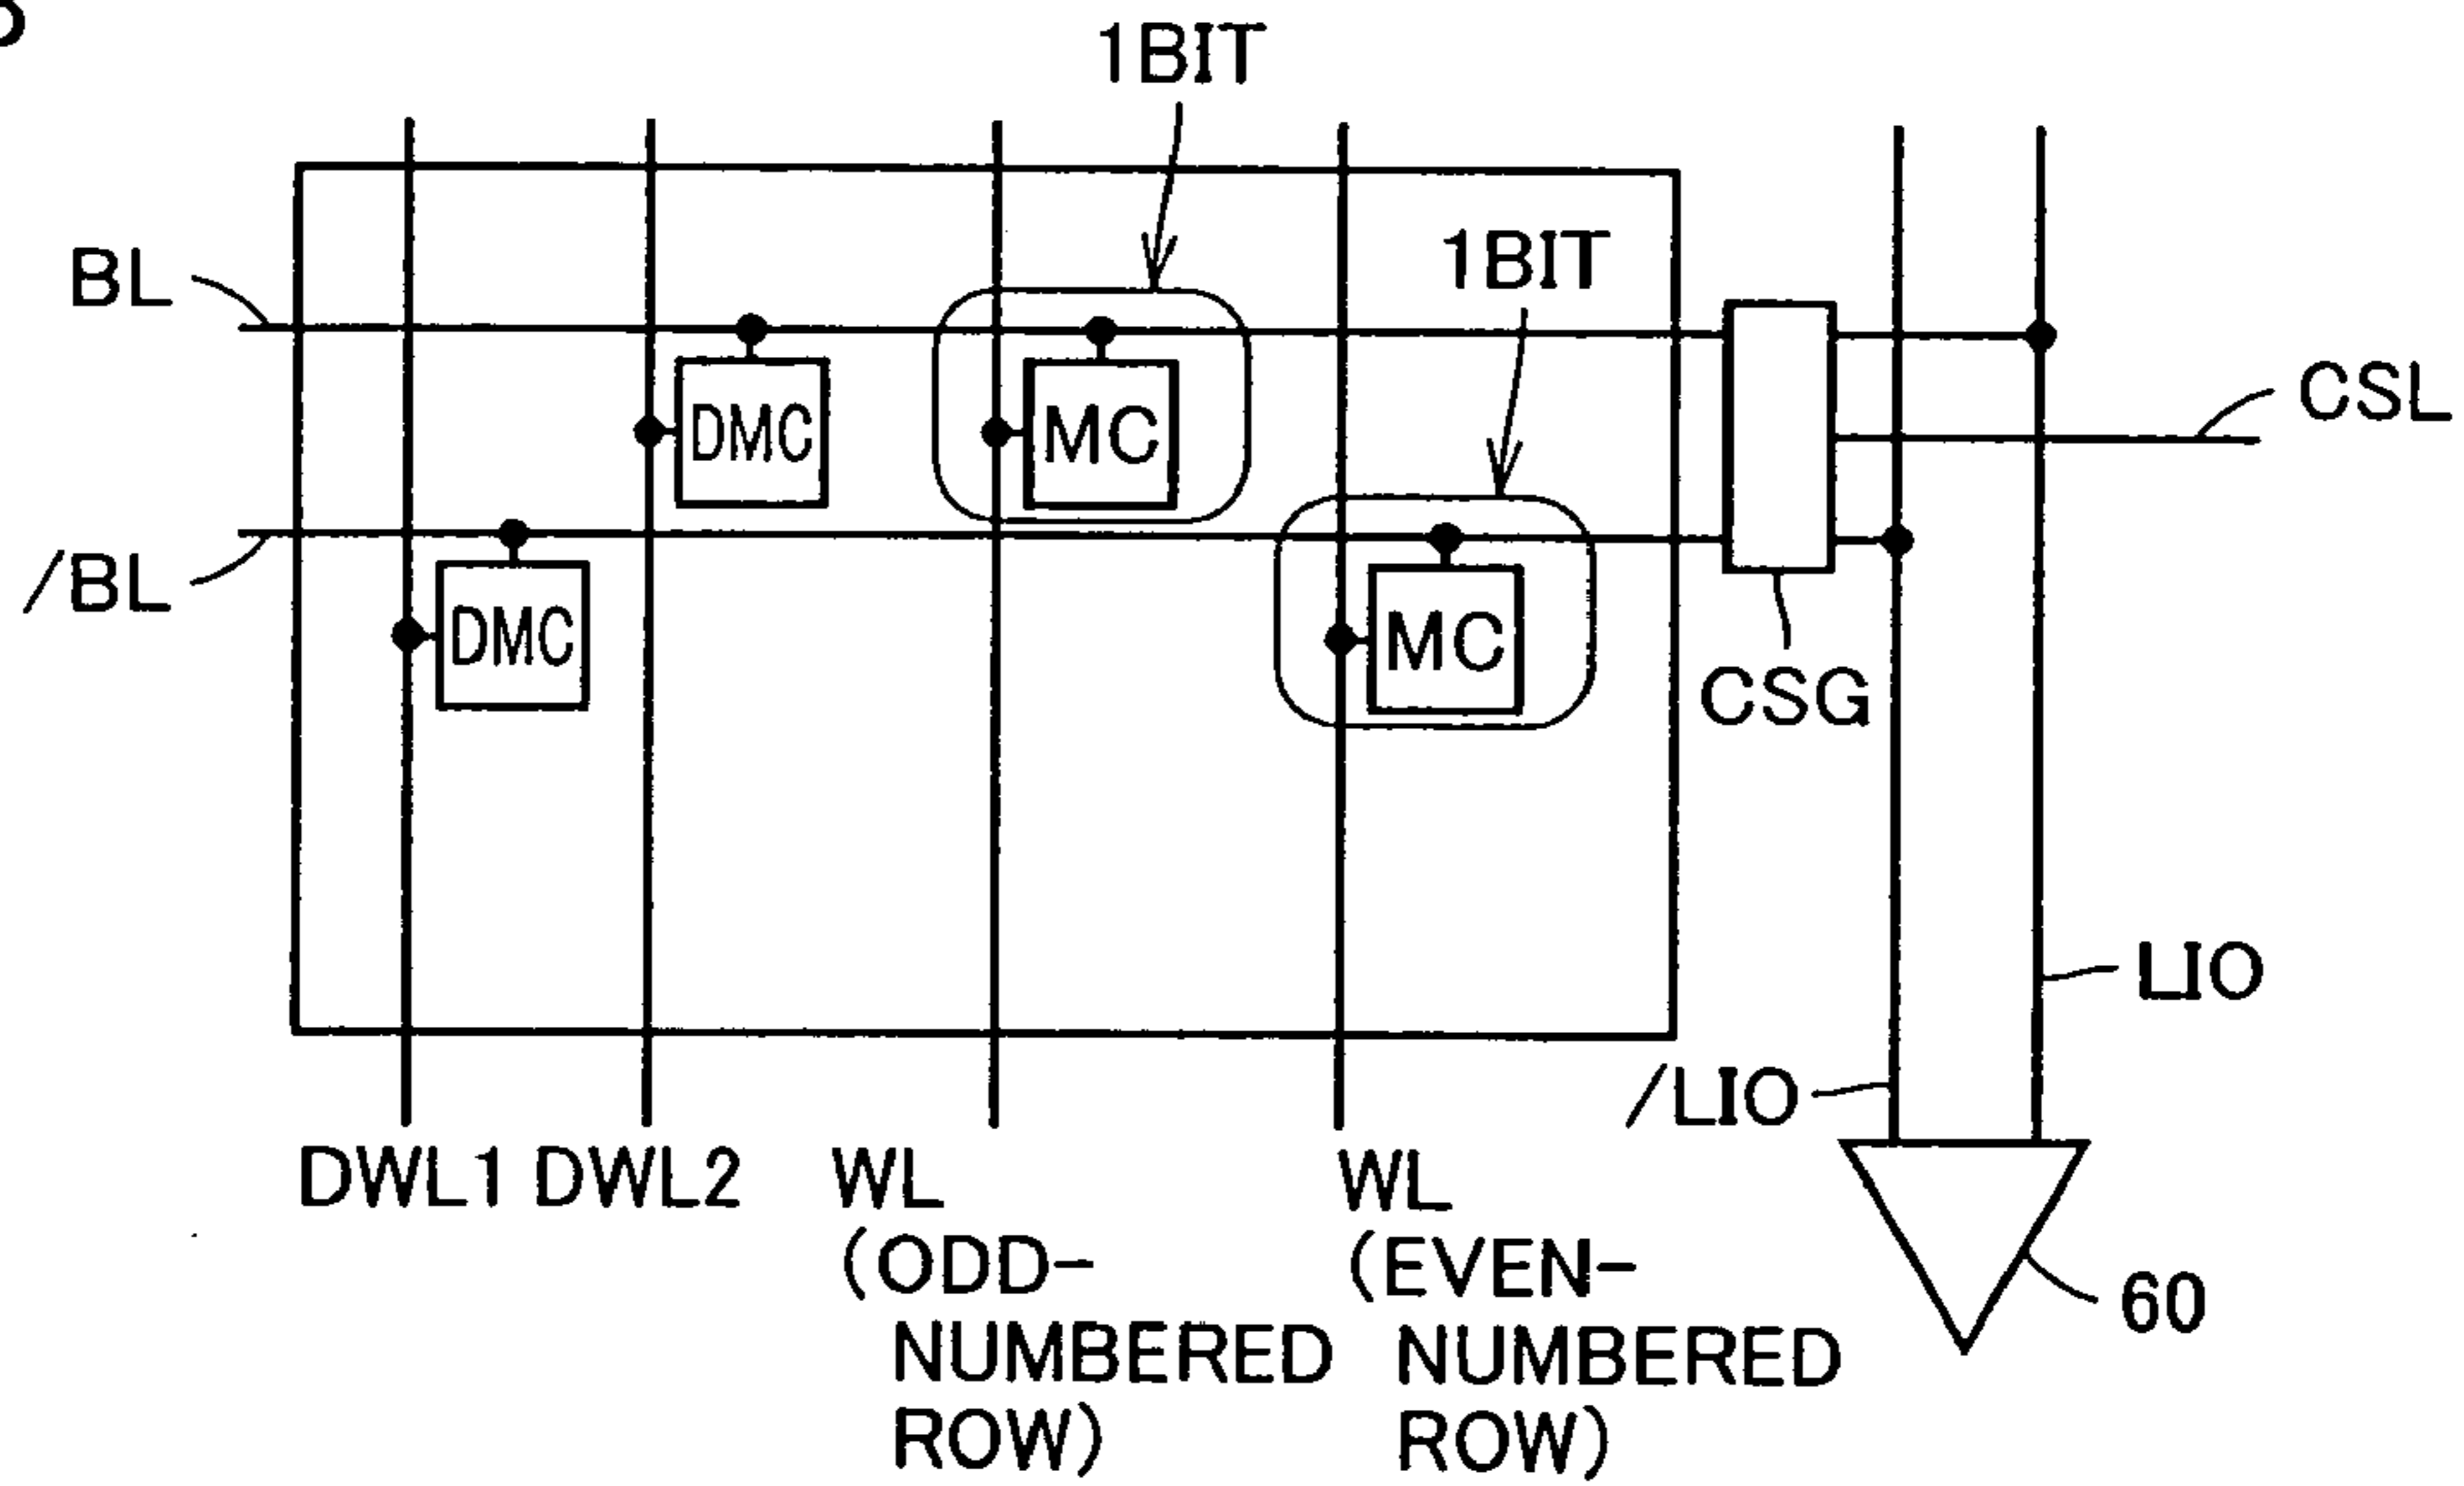 1BIT
1BIT
BL
CSL
DMC
MC
/BL
DMC
MC
CSG
LIO
/LIO
DWL1 DWL2 WL WL
(ODD- (EVEN-
60
NUMBERED NUMBERED
ROW) ROW)